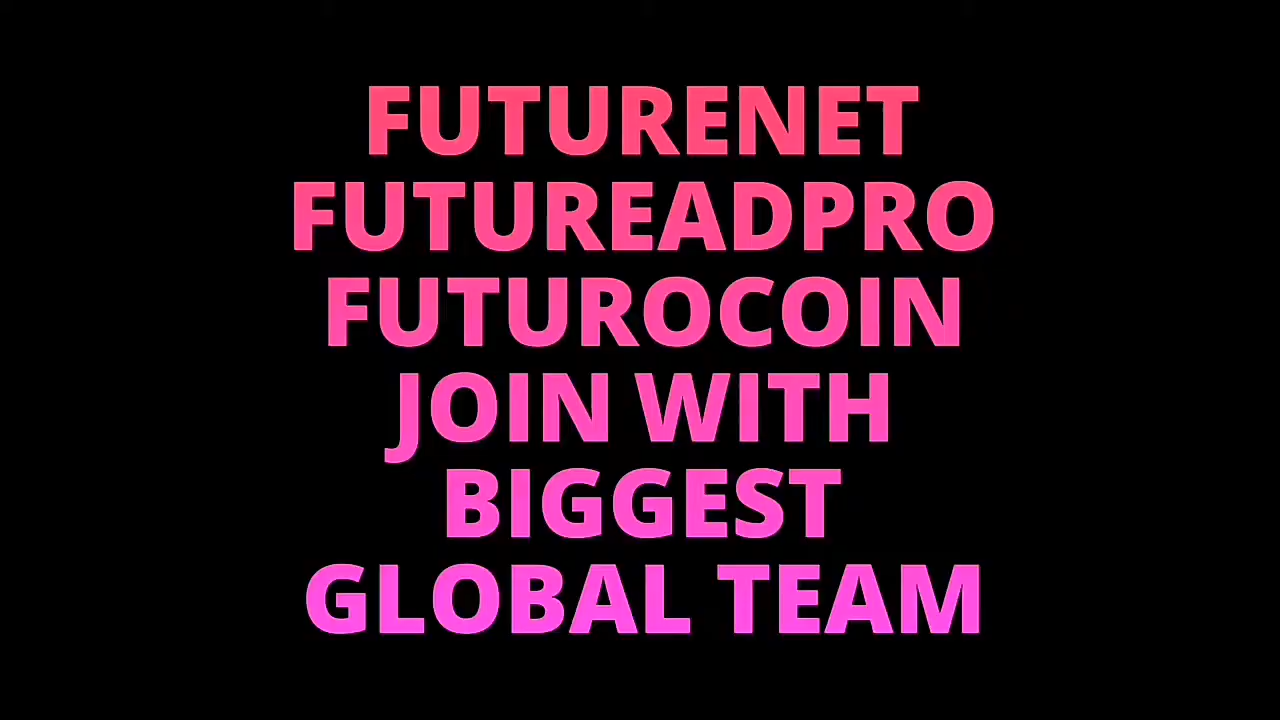 FUTURENET
FUTUREADPRO
FUTUROCOIN
JOIN WITH
BIGGEST
GLOBAL TEAM